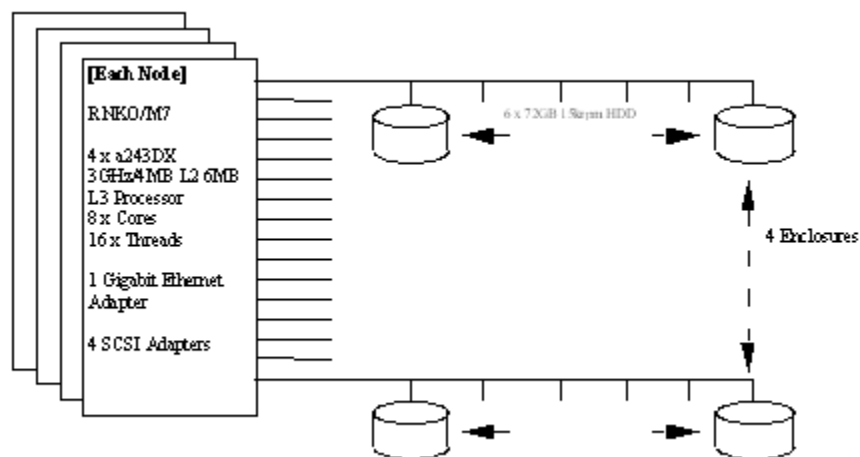 [Each Node]
RNKO/M7
4 x a243DX
3GHz/4MB L2 6MB
L3 Processor
8 x Cores
16 x Threads
1 Gigabit Ethernet
Adapter
4 SCSI Adapters
6 x 72GB 15krpm HDD
4 Enclosures